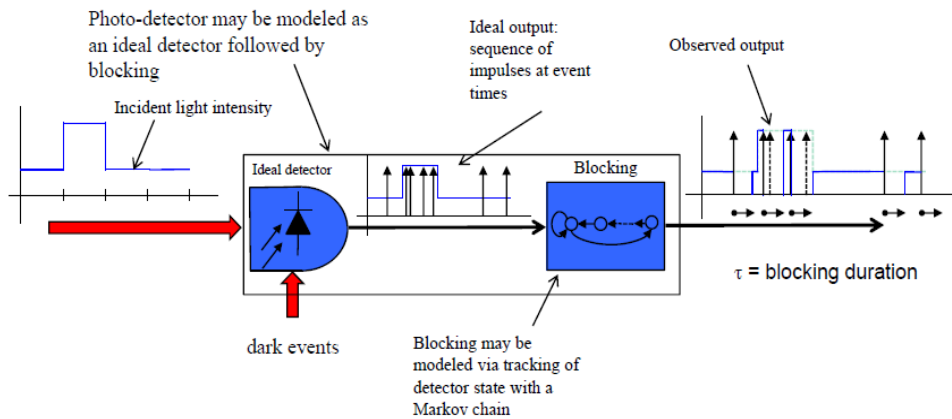 Photo-detector may be modeled as
an ideal detector followed by
blocking
Ideal output:
sequence of
impulses at event
times
Observed output
Incident light intensity
Ideal detector
Blocking
τ = blocking duration
dark events
Blocking may be
modeled via tracking of
detector state with a
Markov chain